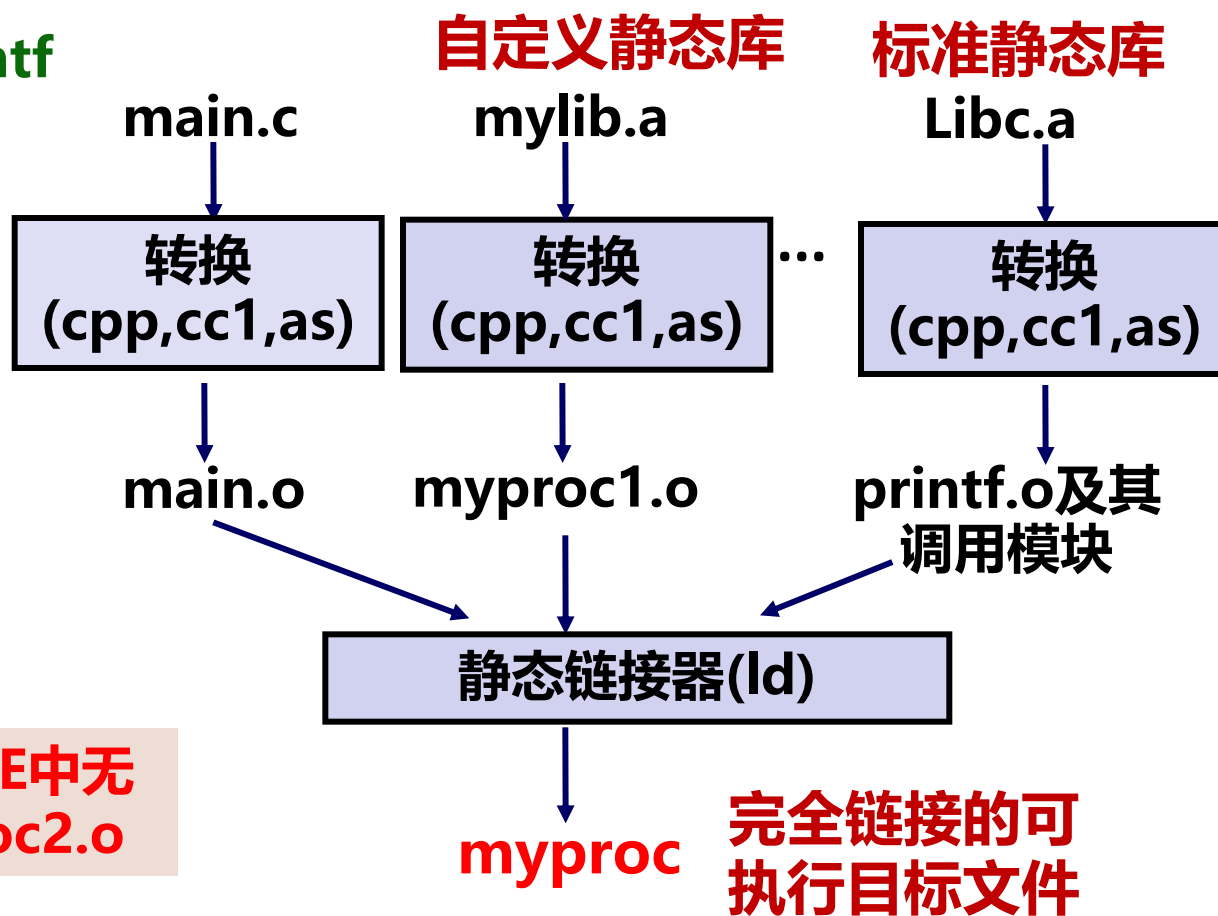 ntf
自定义静态库
标准静态库
main.c
mylib.a
Libc.a
转换
(cpp,cc1,as)
转换
(cpp,cc1,as)
...
转换
(cpp,cc1,as)
main.o
myproc1.o
printf.o及其
调用模块
静态链接器(ld)
E中无
oc2.o
myproc
完全链接的可
执行目标文件